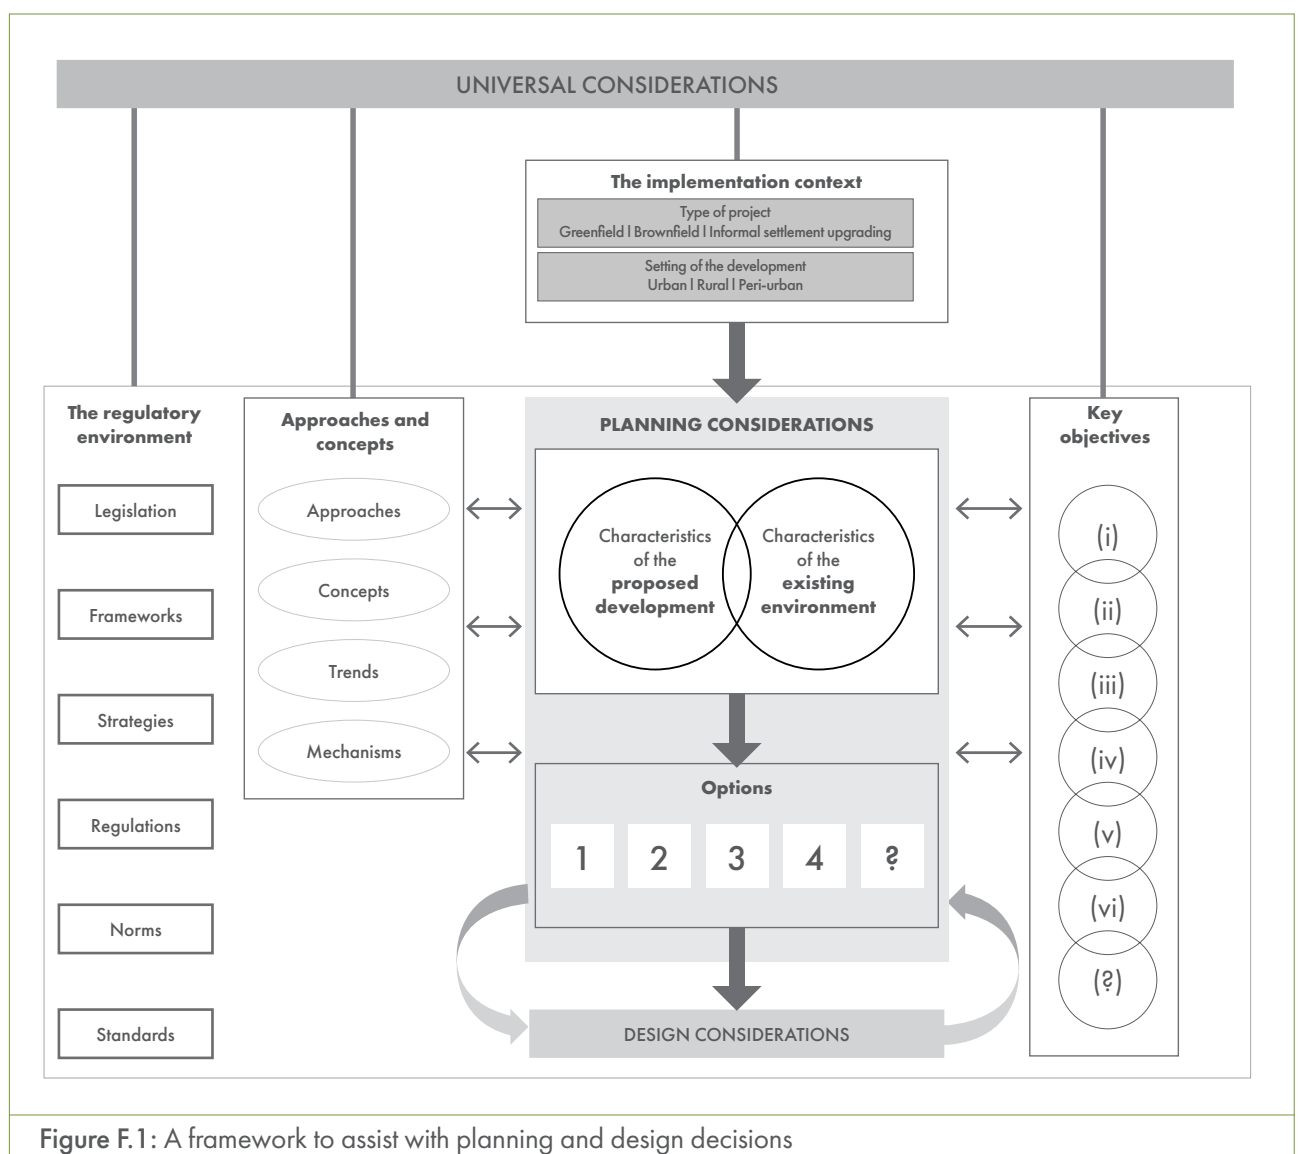 UNIVERSAL CONSIDERATIONS
The implementation context
Type of project
Greenfield l Brownfield l Informal settlement upgrading
Setting of the development
Urban l Rural l Peri-urban
The regulatory
environment
Legislation
Frameworks
Strategies
Regulations
Norms
Standards
Approaches and
concepts
Approaches
Concepts
Trends
Mechanisms
PLANNING CONSIDERATIONS
Characteristics
of the
proposed
development
Characteristics
of the
existing
environment
Options
1 2 3 4 ?
DESIGN CONSIDERATIONS
Key
objectives
(i)
(ii)
(iii)
(iv)
(v)
(vi)
(?)
Figure F.1: A framework to assist with planning and design decisions